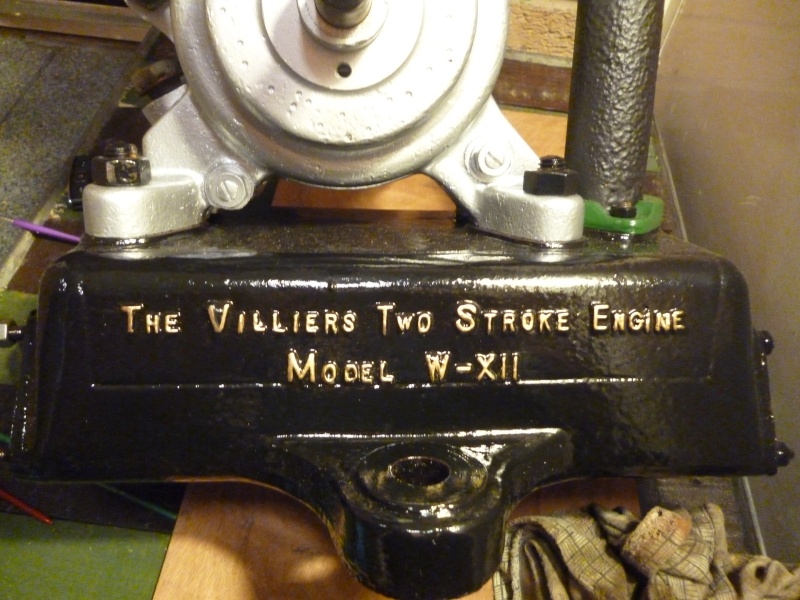 The Villiers Two Stroke Engine
Model W-XII